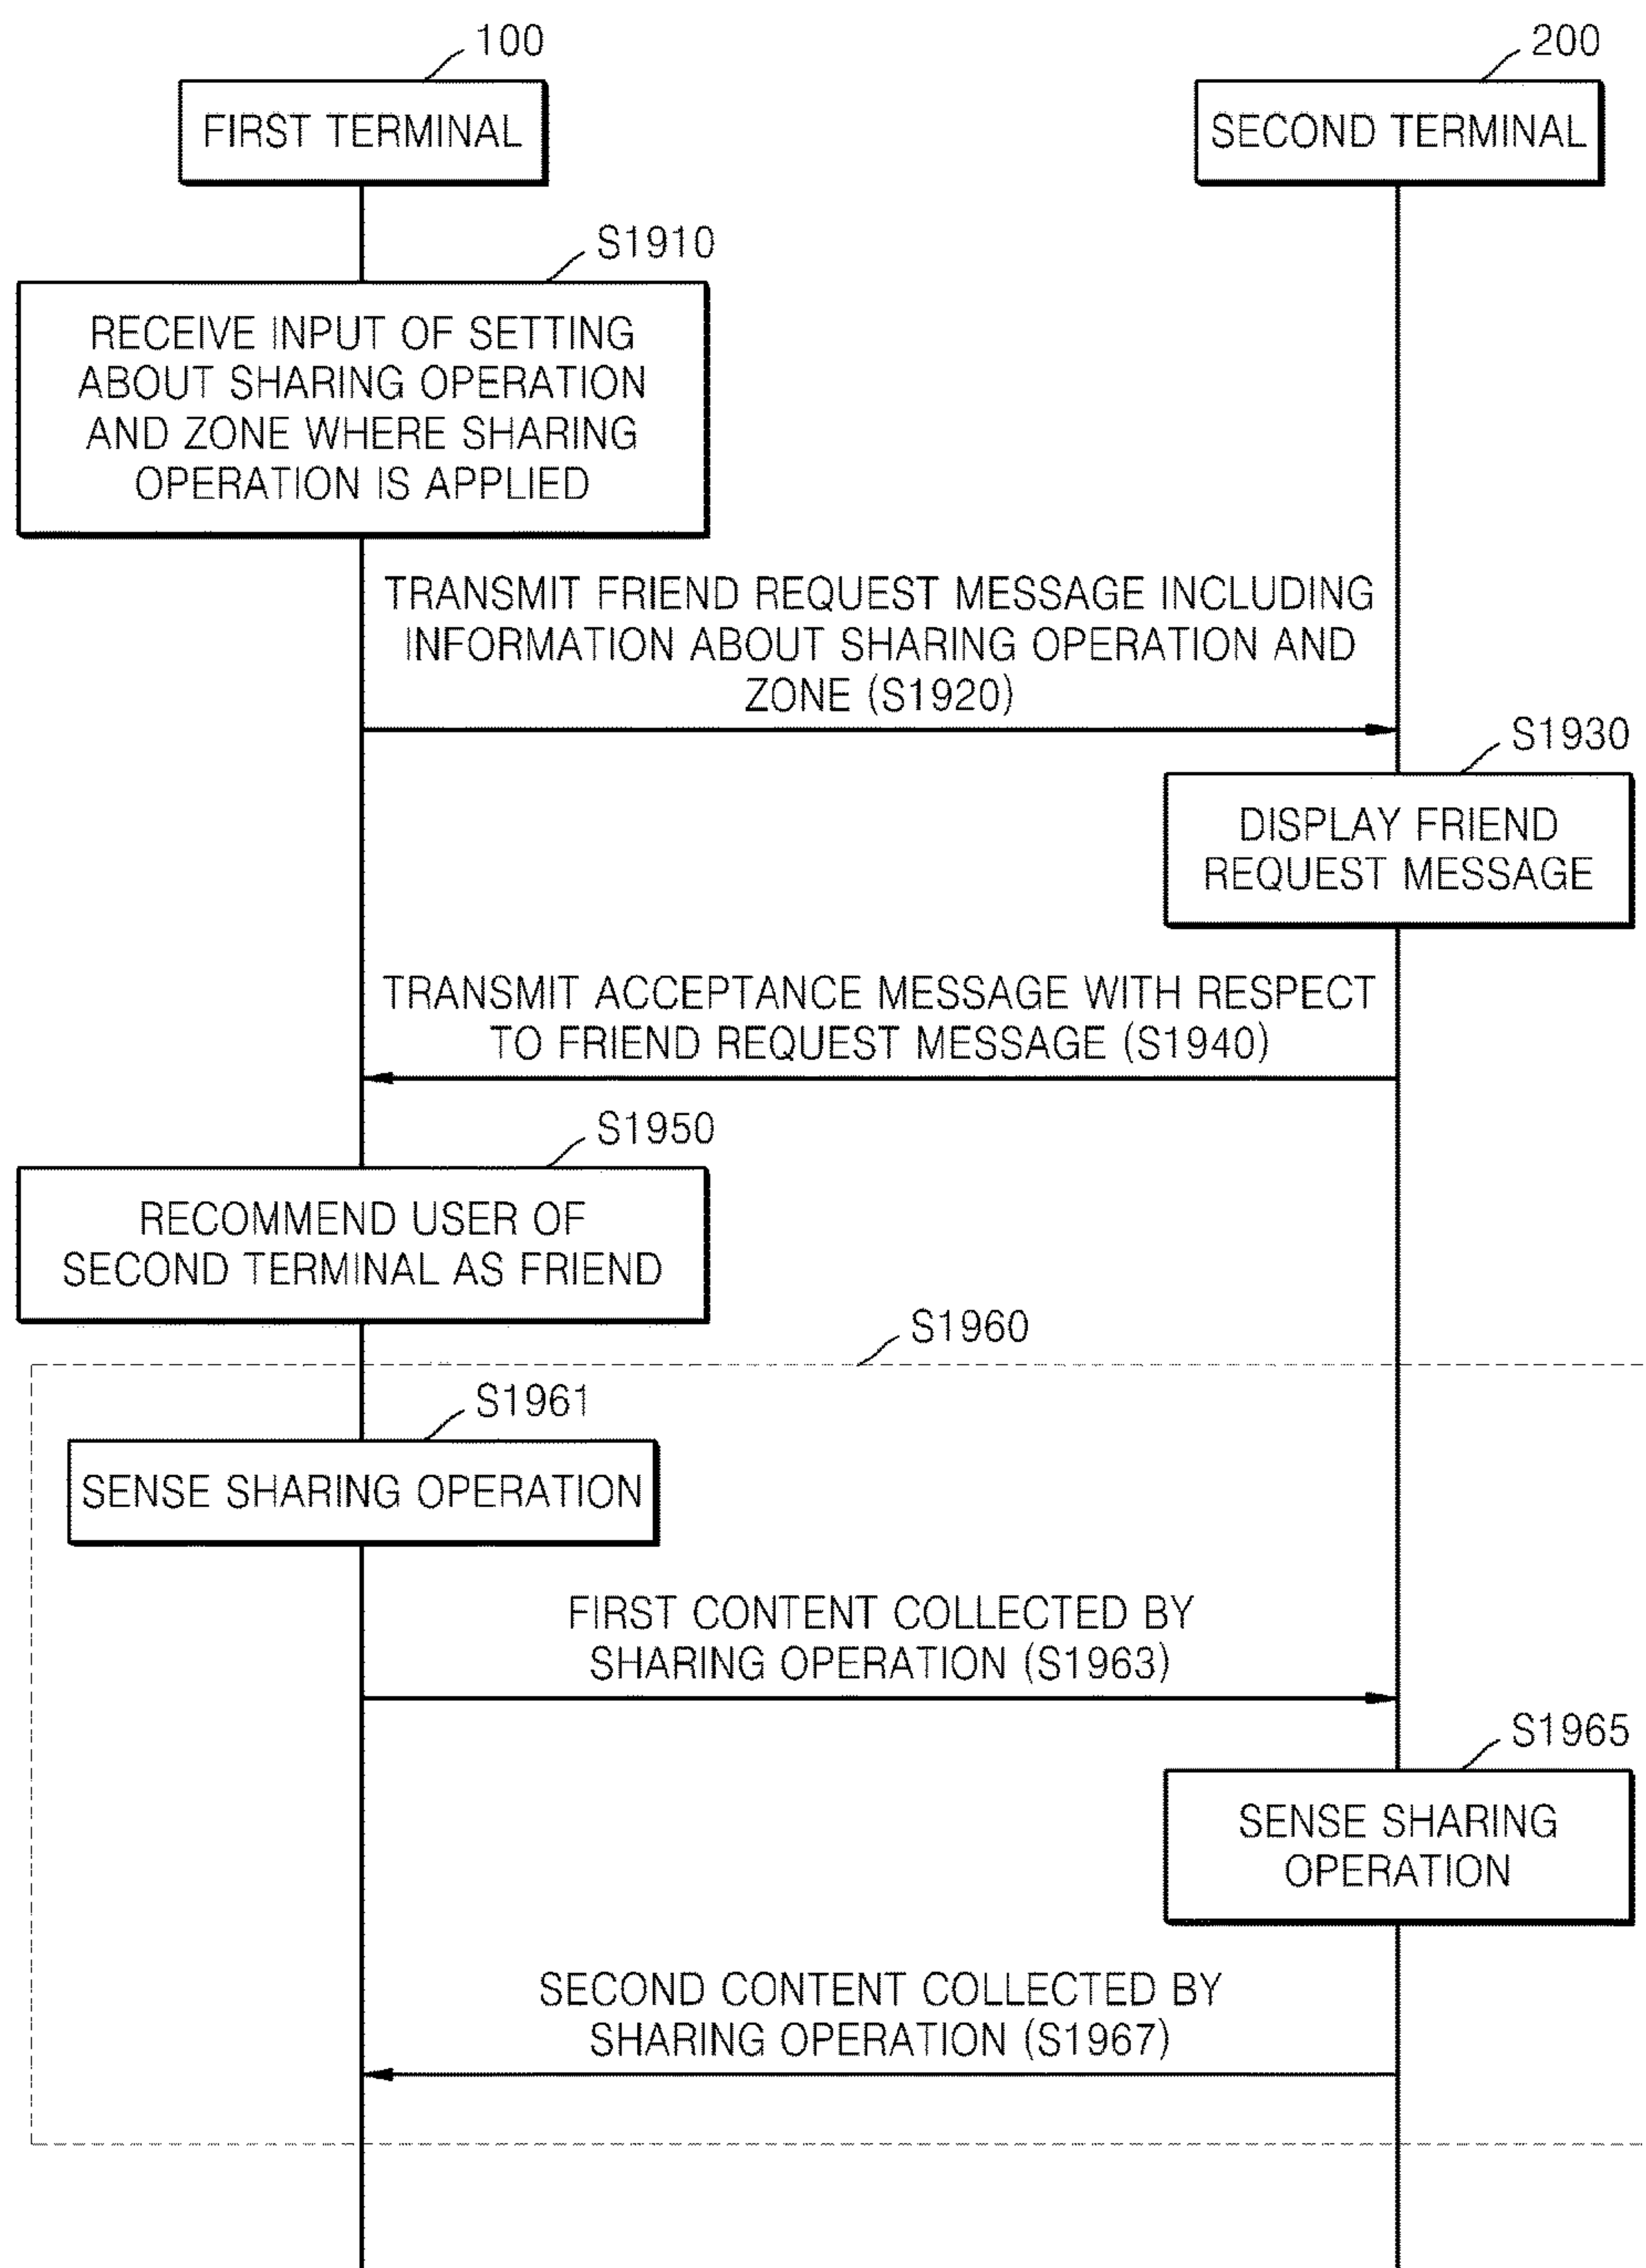 100
200
FIRST TERMINAL
SECOND TERMINAL
S1910
RECEIVE INPUT OF SETTING
ABOUT SHARING OPERATION
AND ZONE WHERE SHARING
OPERATION IS APPLIED
TRANSMIT FRIEND REQUEST MESSAGE INCLUDING
INFORMATION ABOUT SHARING OPERATION AND
ZONE (S1920)
S1930
DISPLAY FRIEND
REQUEST MESSAGE
TRANSMIT ACCEPTANCE MESSAGE WITH RESPECT
TO FRIEND REQUEST MESSAGE (S1940)
S1950
RECOMMEND USER OF
SECOND TERMINAL AS FRIEND
S1960
S1961
SENSE SHARING OPERATION
FIRST CONTENT COLLECTED BY
SHARING OPERATION (S1963)
S1965
SENSE SHARING
OPERATION
SECOND CONTENT COLLECTED BY
SHARING OPERATION (S1967)